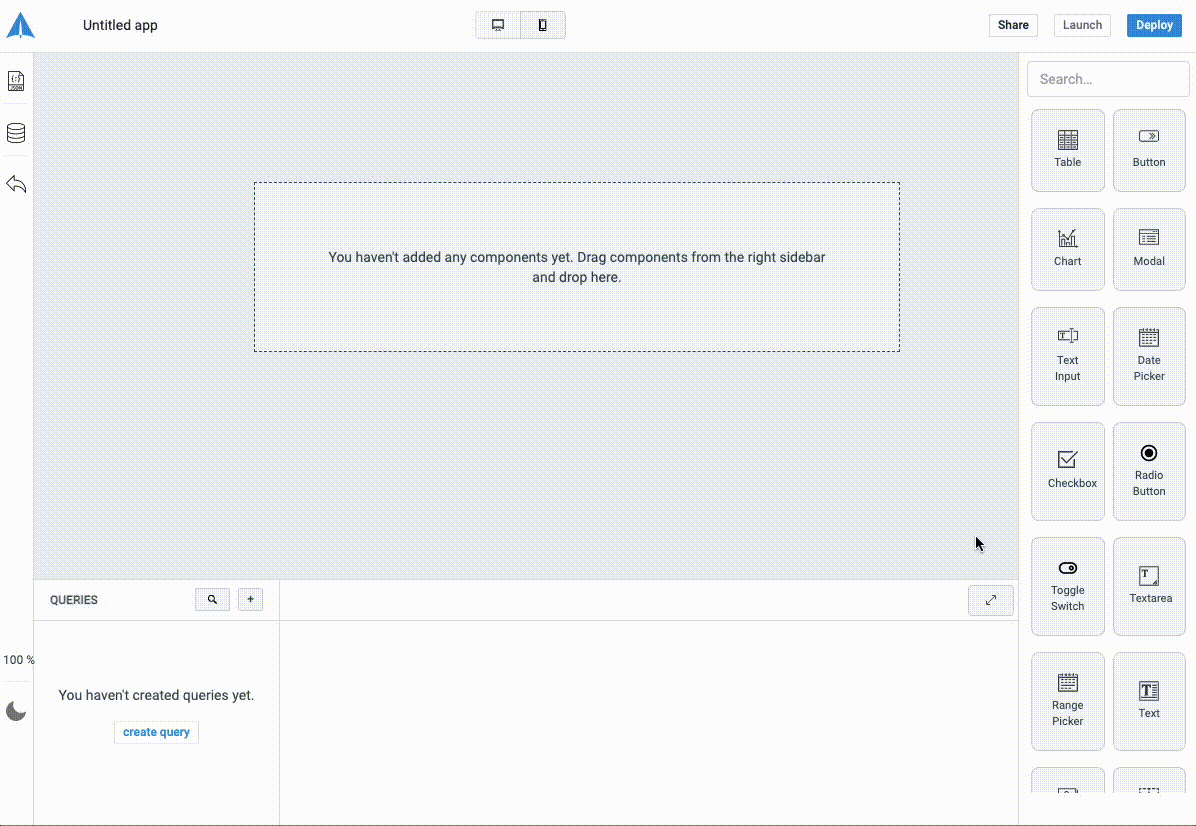 Untitled app
Share
Launch
Deploy
{;}
JSON
Search...
Table
Button
Chart
Modal
You haven't added any components yet. Drag components from the right sidebar
and drop here.
Text
Input
Date
Picker
Checkbox
Radio
Button
Toggle
Switch
Textarea
QUERIES
+
100 %
You haven't created queries yet.
create query
Range
Picker
Text